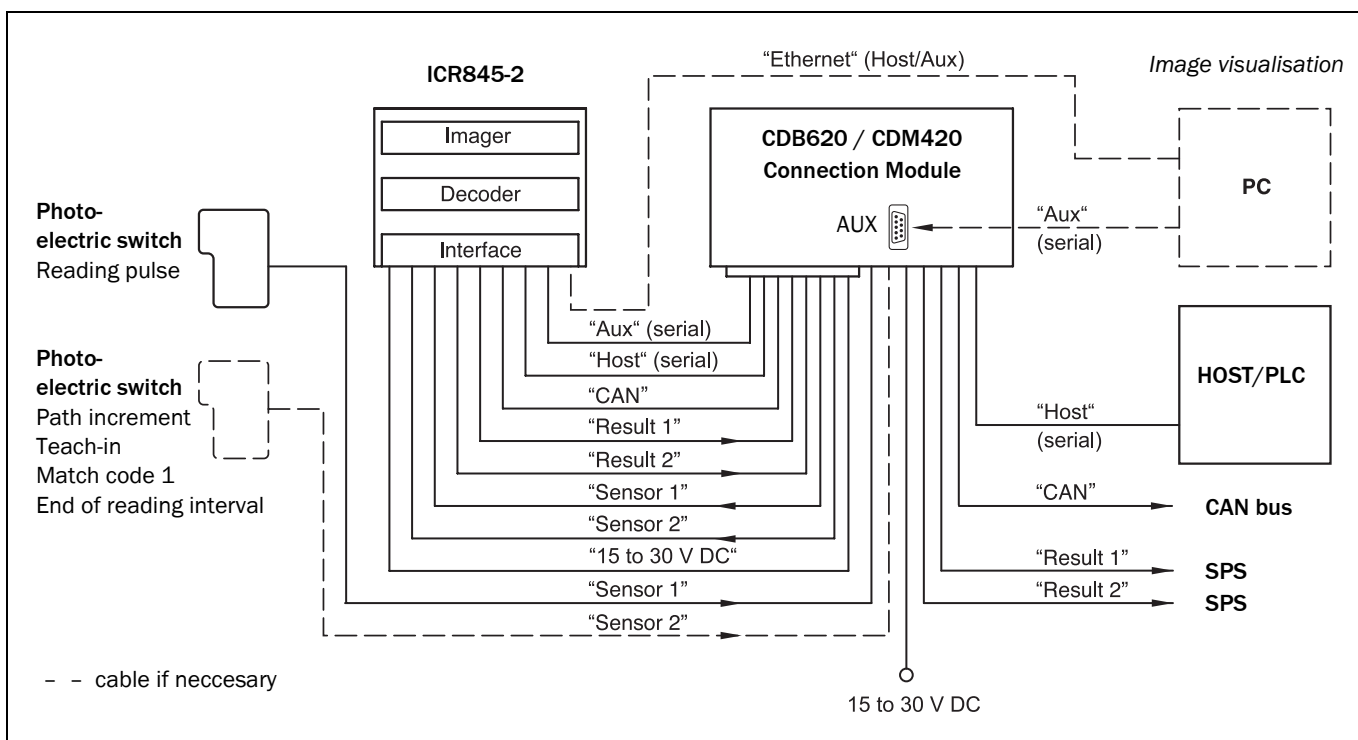 "Ethernet" (Host/Aux)
Image visualisation
ICR845-2
Imager
Decoder
Interface
CDB620 / CDM420
Connection Module
AUX
PC
"Aux"
(serial)
Photo-
electric switch
Reading pulse
Photo-
electric switch
Path increment
Teach-in
Match code 1
End of reading interval
"Aux" (serial)
"Host" (serial)
"CAN"
"Result 1"
"Result 2"
"Sensor 1"
"Sensor 2"
"15 to 30 V DC"
"Sensor 1"
"Sensor 2"
HOST/PLC
"Host"
(serial)
"CAN"
CAN bus
"Result 1"
SPS
"Result 2"
SPS
– – cable if neccesary
15 to 30 V DC